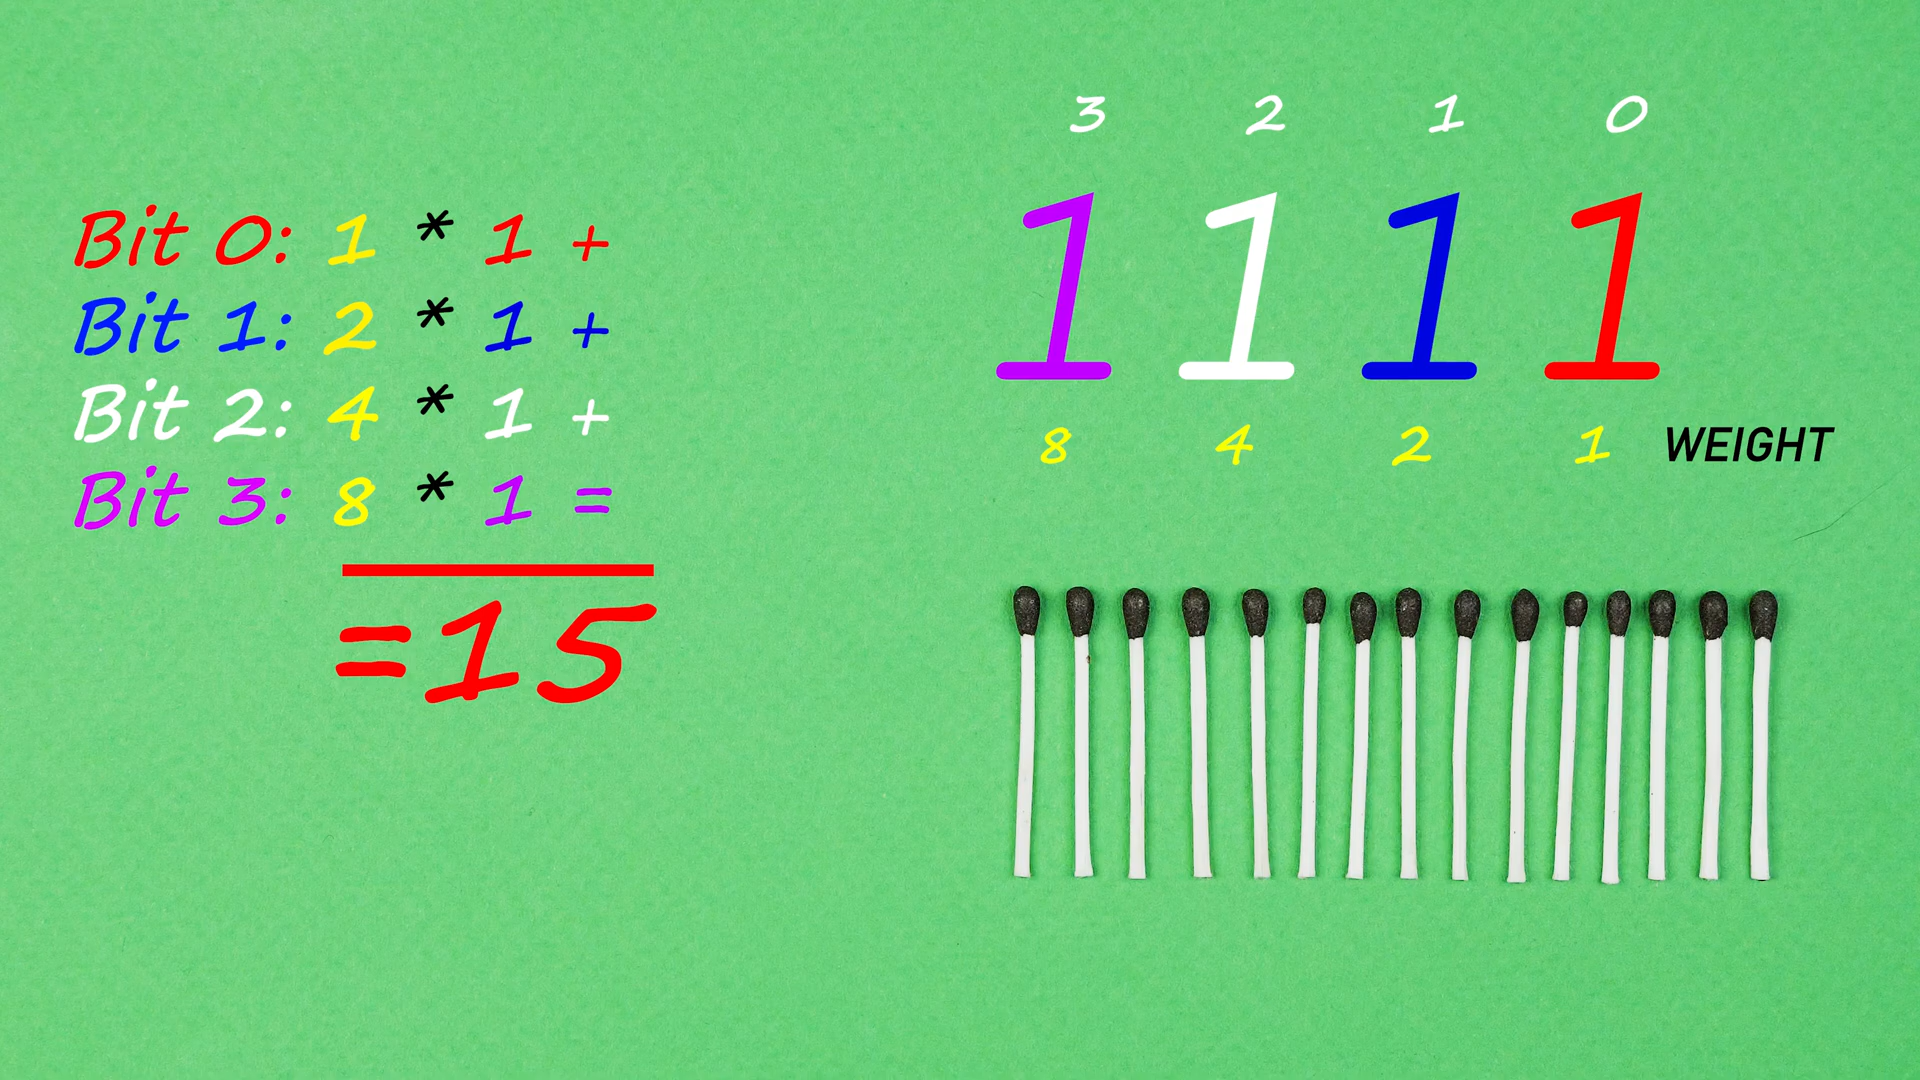 Bit 0: 1 * 1 +
Bit 1: 2 * 1 +
Bit 2: 4 * 1 +
Bit 3: 8 * 1 =
=15
3 2 1 0
1 1 1 1
8 4 2 1 WEIGHT